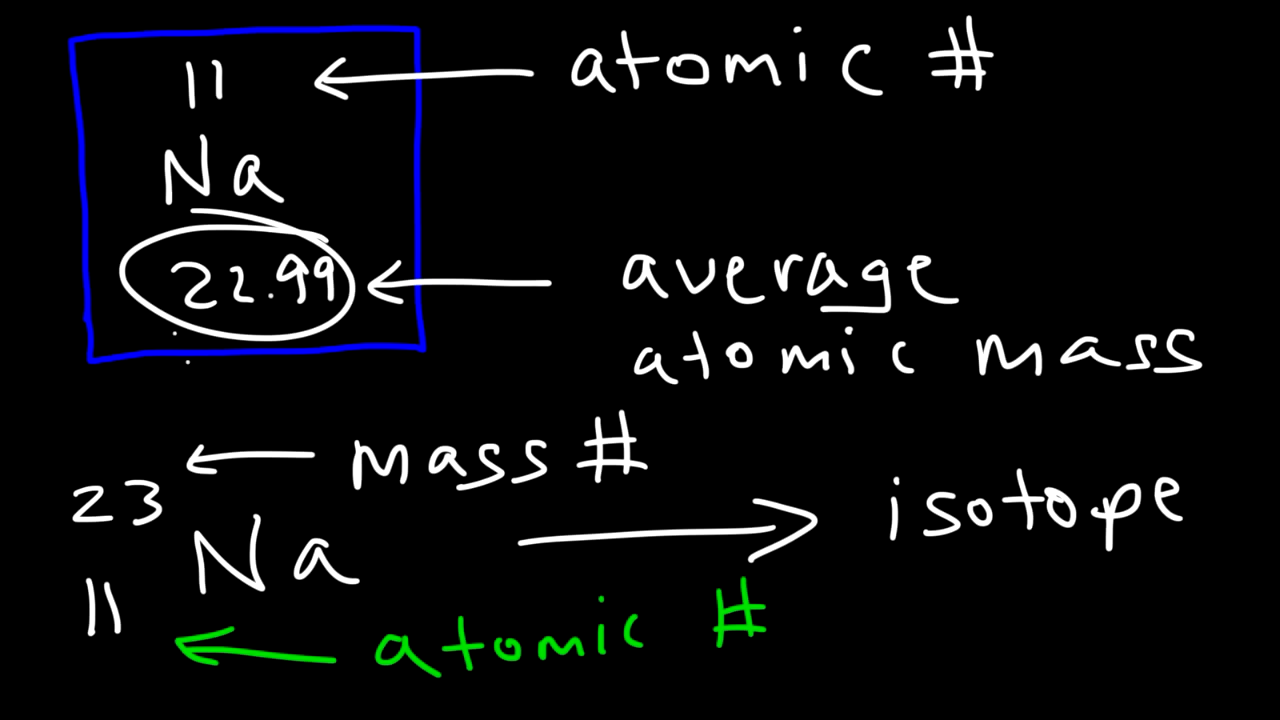 11 ← atomic #
Na
22.99 ← average
atomic mass
23 ← mass #
Na → isotope
11 ← atomic #